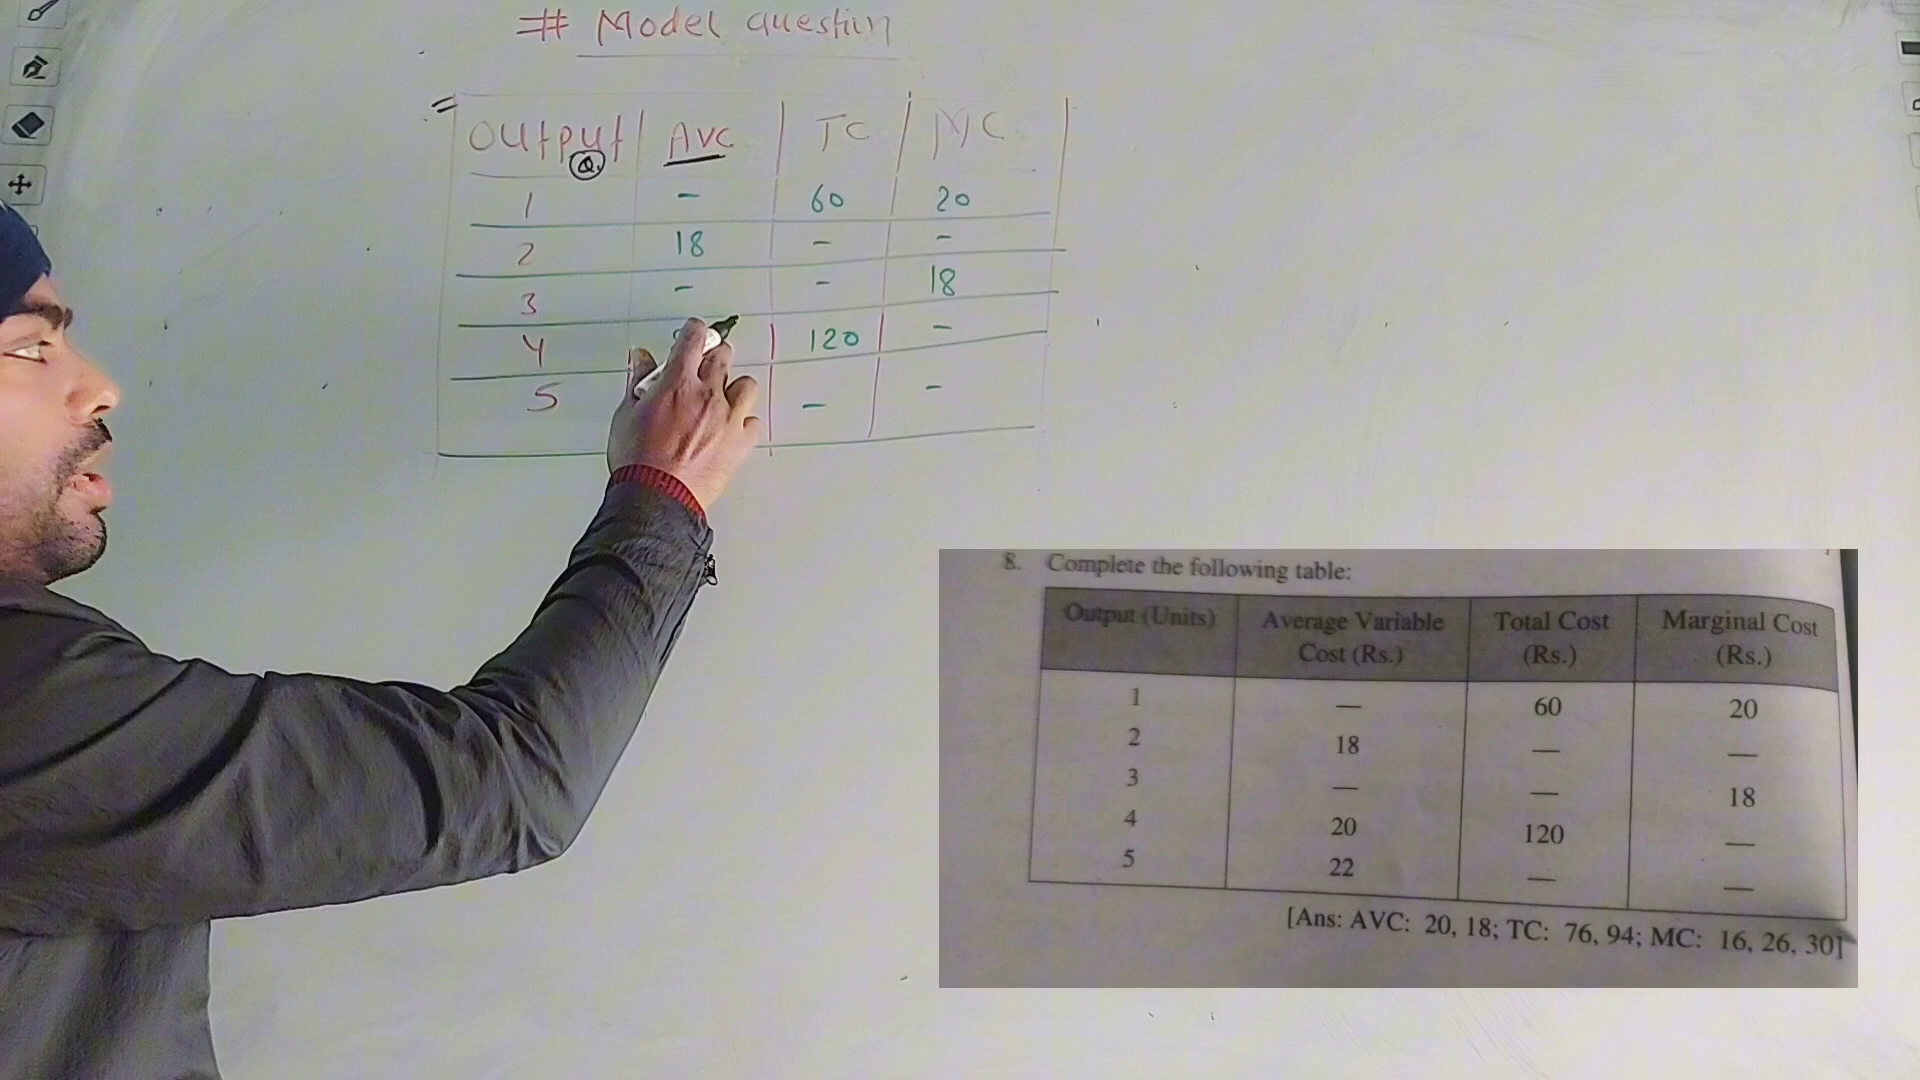 # Model question
Output AVC TC MC
Q.
1 - 60 20
2 18 - -
3 - - 18
4 120 -
5 - -
8. Complete the following table:
Output (Units) Average Variable Cost (Rs.) Total Cost (Rs.) Marginal Cost (Rs.)
1 — 60 20
2 18 — —
3 — — 18
4 20 120 —
5 22 — —
[Ans: AVC: 20, 18; TC: 76, 94; MC: 16, 26, 30]